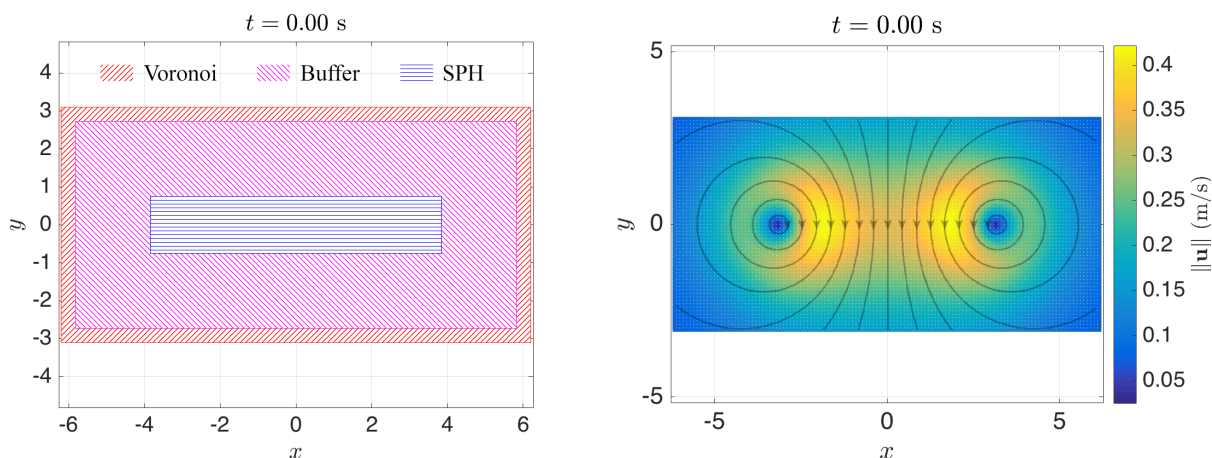 t = 0.00 s
Voronoi Buffer SPH
4
3
2
1
0
-1
-2
-3
-4
y
-6 -4 -2 0 2 4 6
x
t = 0.00 s
5
0
-5
y
-5 0 5
x
0.4
0.35
0.3
0.25
0.2
0.15
0.1
0.05
‖u‖ (m/s)